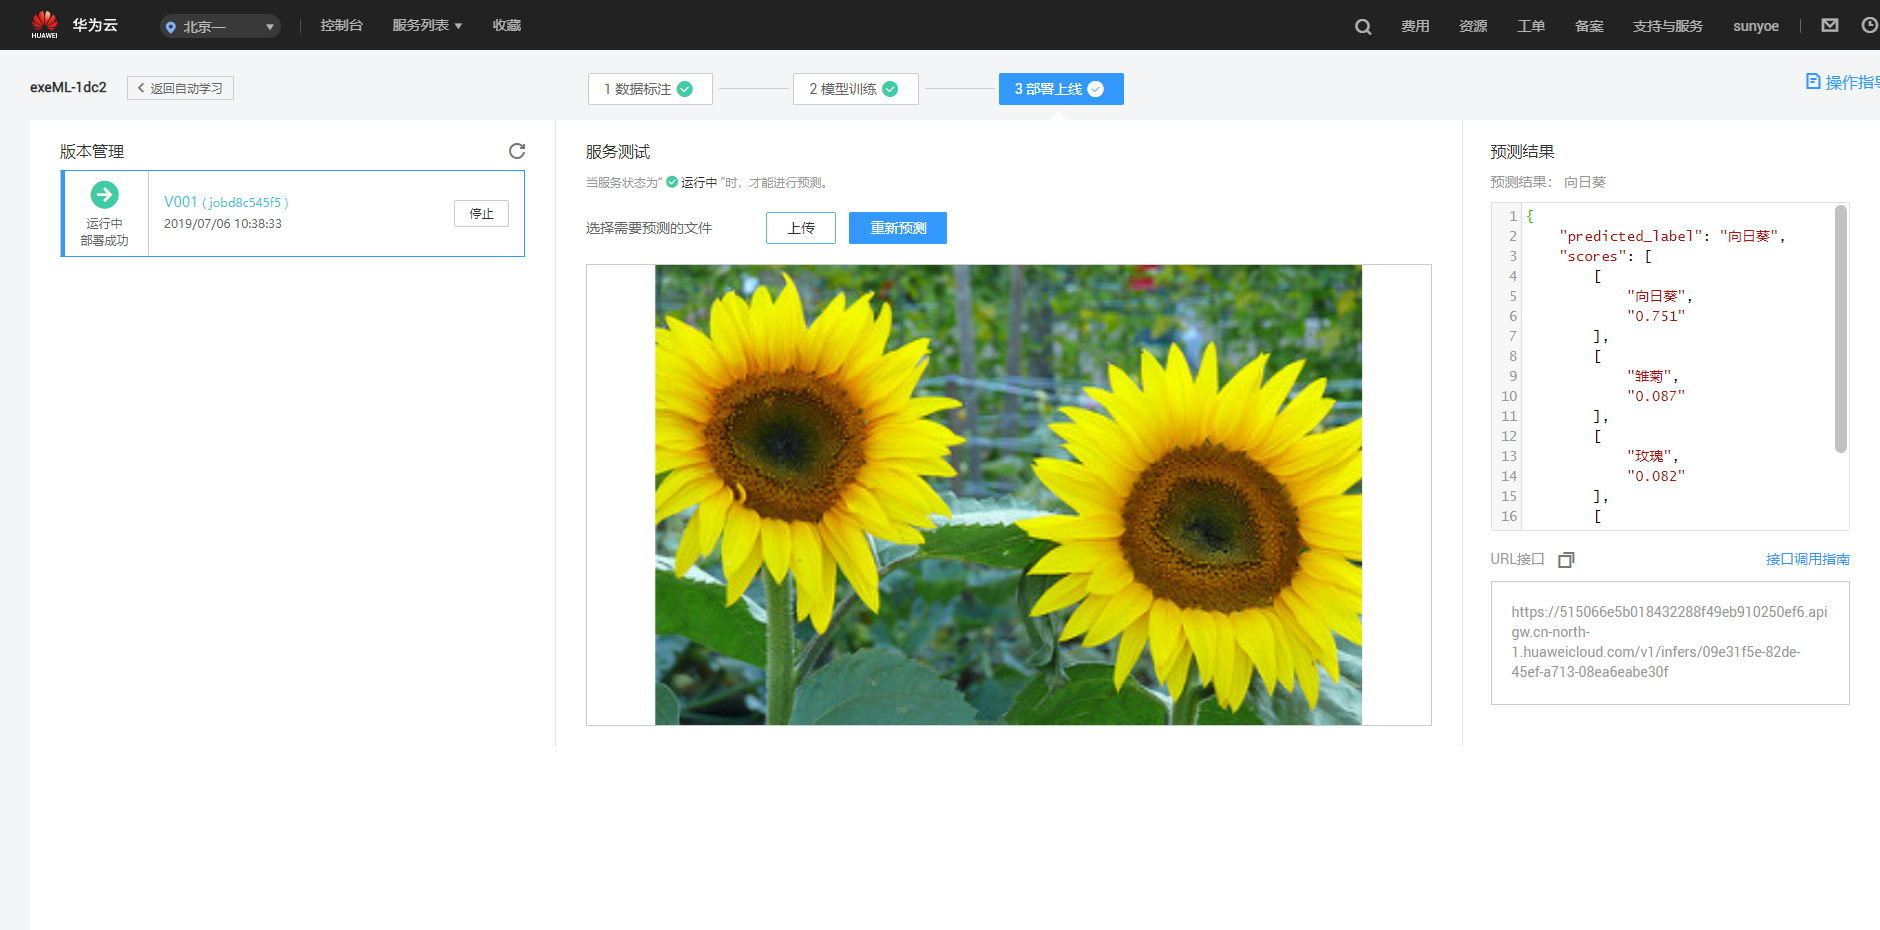 HUAWEI
华为云
北京一
控制台
服务列表
收藏
费用
资源
工单
备案
支持与服务
sunyoe
exeML-1dc2
返回自动学习
1 数据标注
2 模型训练
3 部署上线
操作指导
版本管理
运行中
部署成功
V001 ( jobd8c545f5 )
2019/07/06 10:38:33
停止
服务测试
当服务状态为“ 运行中 ”时，才能进行预测。
选择需要预测的文件
上传
重新预测
预测结果
预测结果： 向日葵
1 {
2 "predicted_label": "向日葵",
3 "scores": [
4 [
5 "向日葵",
6 "0.751"
7 ],
8 [
9 "雏菊",
10 "0.087"
11 ],
12 [
13 "玫瑰",
14 "0.082"
15 ],
16 [
URL接口
接口调用指南
https://515066e5b018432288f49eb910250ef6.api
gw.cn-north-
1.huaweicloud.com/v1/infers/09e31f5e-82de-
45ef-a713-08ea6eabe30f